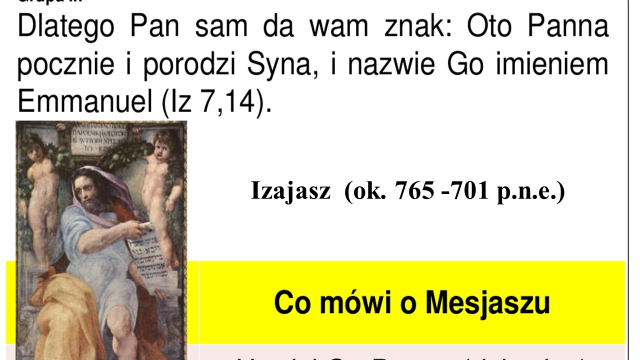 Dlatego Pan sam da wam znak: Oto Panna
pocznie i porodzi Syna, i nazwie Go imieniem
Emmanuel (Iz 7,14).
Izajasz (ok. 765 -701 p.n.e.)
Co mówi o Mesjaszu